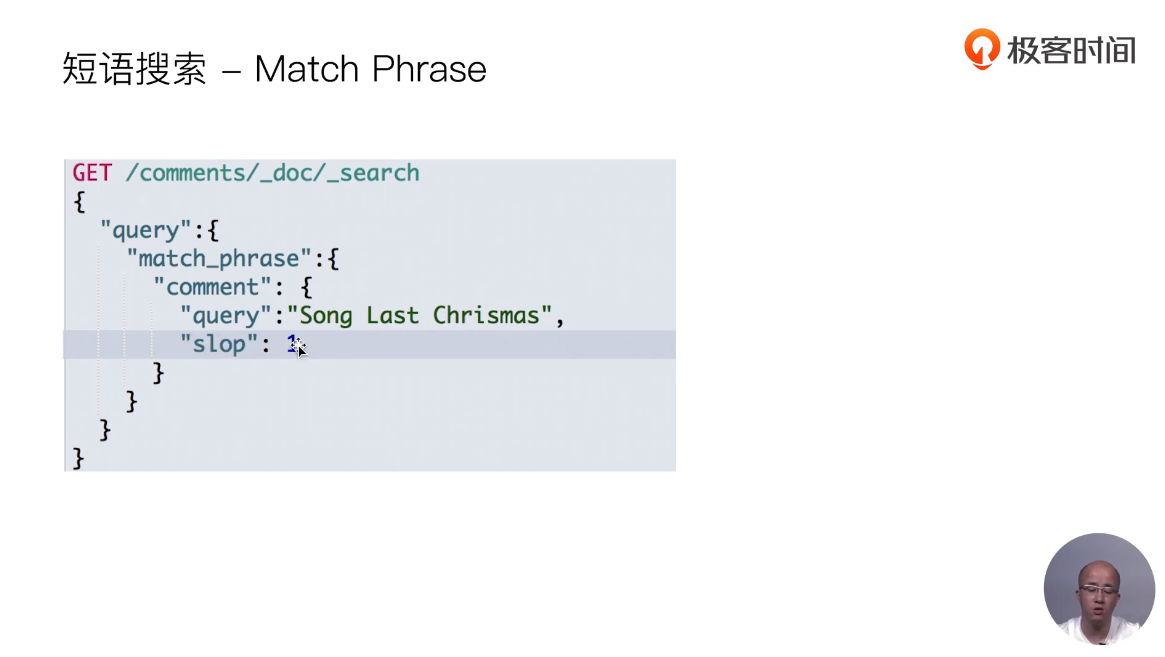 短语搜索 – Match Phrase
极客时间
GET /comments/_doc/_search
{
"query":{
"match_phrase":{
"comment": {
"query":"Song Last Chrismas",
"slop": 1
}
}
}
}